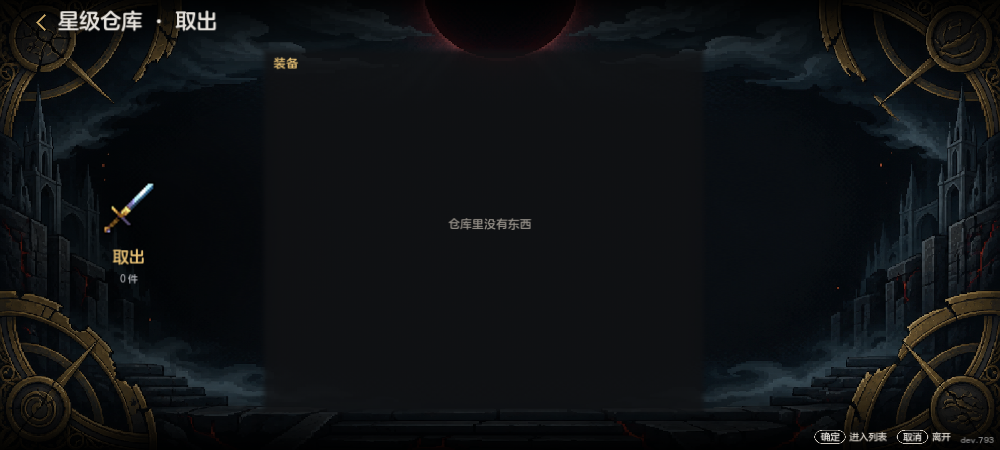 星级仓库 · 取出
装备
仓库里没有东西
取出
0件
确定 进入列表 取消 离开 dev.793